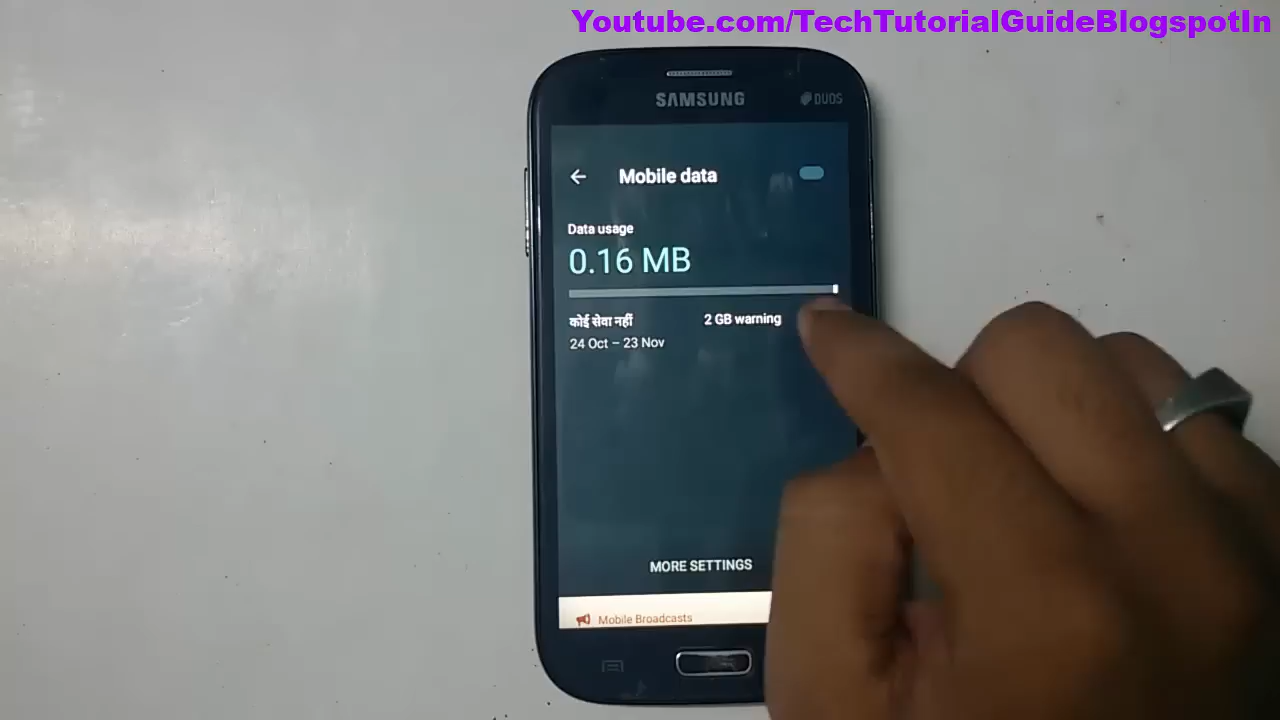 Youtube.com/TechTutorialGuideBlogspotIn
SAMSUNG
DUOS
Mobile data
Data usage
0.16 MB
कोई सेवा नहीं
2 GB warning
24 Oct – 23 Nov
MORE SETTINGS
Mobile Broadcasts